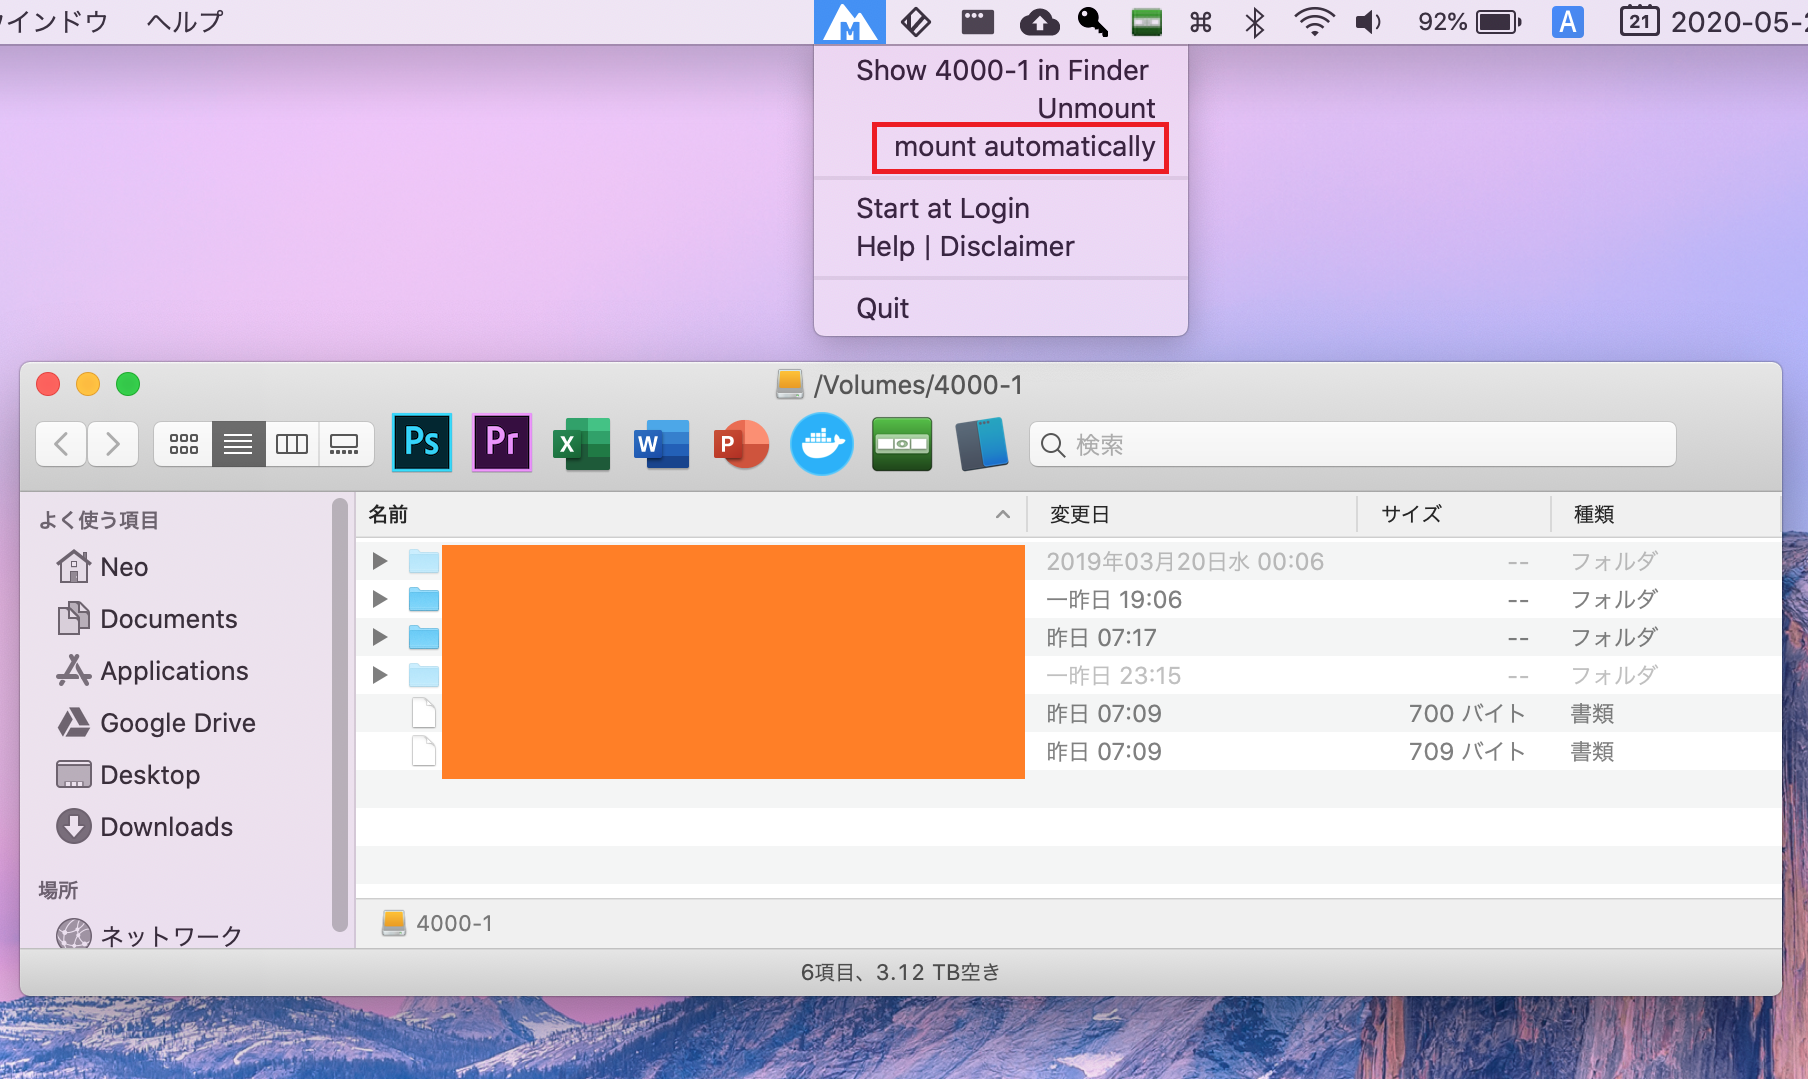 ウインドウ ヘルプ 92% A 21 2020-05-2
Show 4000-1 in Finder
Unmount
mount automatically
Start at Login
Help | Disclaimer
Quit
/Volumes/4000-1
Ps Pr X W P 検索
よく使う項目
Neo
Documents
Applications
Google Drive
Desktop
Downloads
場所
ネットワーク
名前 変更日 サイズ 種類
2019年03月20日水 00:06 -- フォルダ
一昨日 19:06 -- フォルダ
昨日 07:17 -- フォルダ
一昨日 23:15 -- フォルダ
昨日 07:09 700 バイト 書類
昨日 07:09 709 バイト 書類
4000-1
6項目、3.12 TB空き